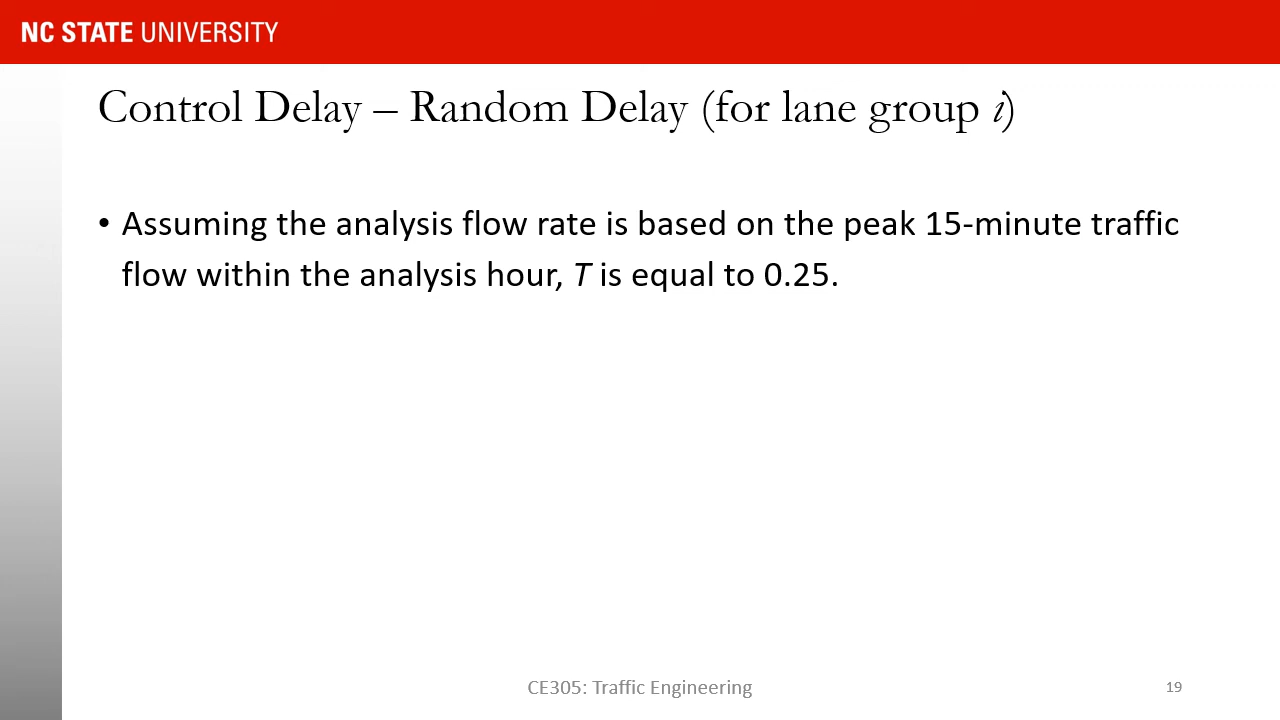 NC STATE UNIVERSITY
Control Delay – Random Delay (for lane group i)
• Assuming the analysis flow rate is based on the peak 15-minute traffic
flow within the analysis hour, T is equal to 0.25.
CE305: Traffic Engineering
19